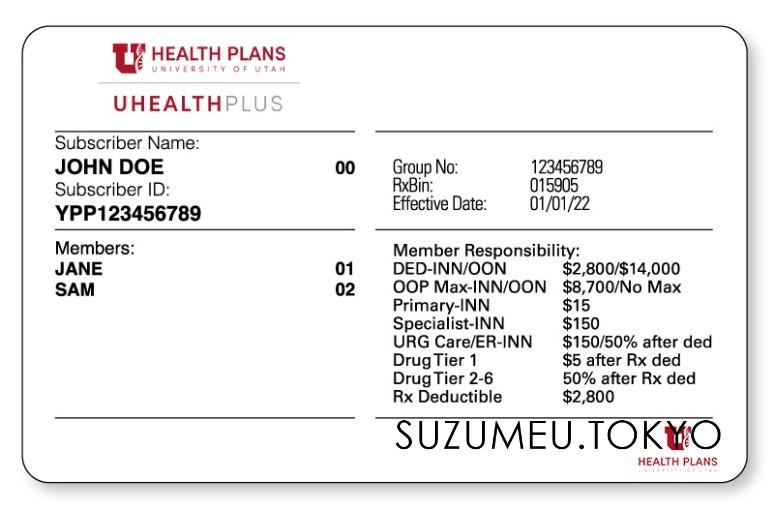 HEALTH PLANS
UNIVERSITY OF UTAH
UHEALTHPLUS
Subscriber Name:
JOHN DOE 00
Subscriber ID:
YPP123456789
Members:
JANE 01
SAM 02
Group No: 123456789
RxBin: 015905
Effective Date: 01/01/22
Member Responsibility:
DED-INN/OON $2,800/$14,000
OOP Max-INN/OON $8,700/No Max
Primary-INN $15
Specialist-INN $150
URG Care/ER-INN $150/50% after ded
Drug Tier 1 $5 after Rx ded
Drug Tier 2-6 50% after Rx ded
Rx Deductible $2,800
SUZUMEU.TOKYO
HEALTH PLANS
UNIVERSITY OF UTAH